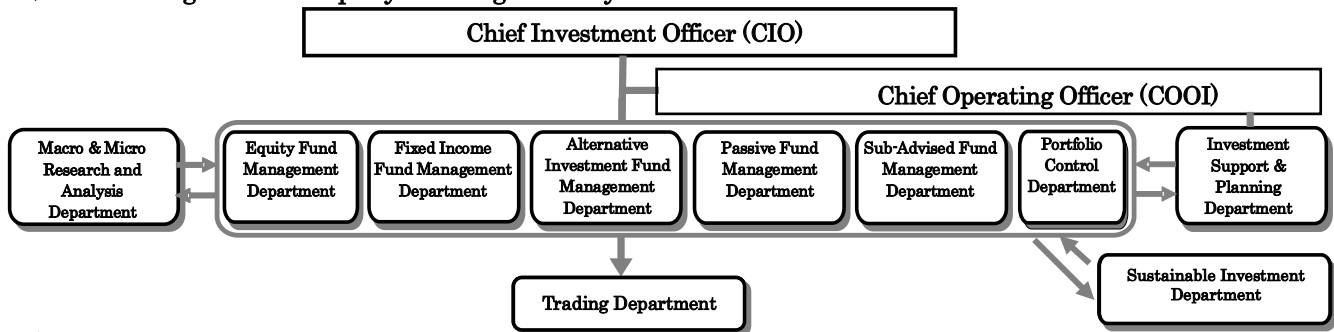 Chief Investment Officer (CIO)
Chief Operating Officer (COOI)
Macro & Micro
Research and
Analysis
Department
Equity Fund
Management
Department
Fixed Income
Fund Management
Department
Alternative
Investment Fund
Management
Department
Passive Fund
Management
Department
Sub-Advised Fund
Management
Department
Portfolio
Control
Department
Investment
Support &
Planning
Department
Trading Department
Sustainable Investment
Department